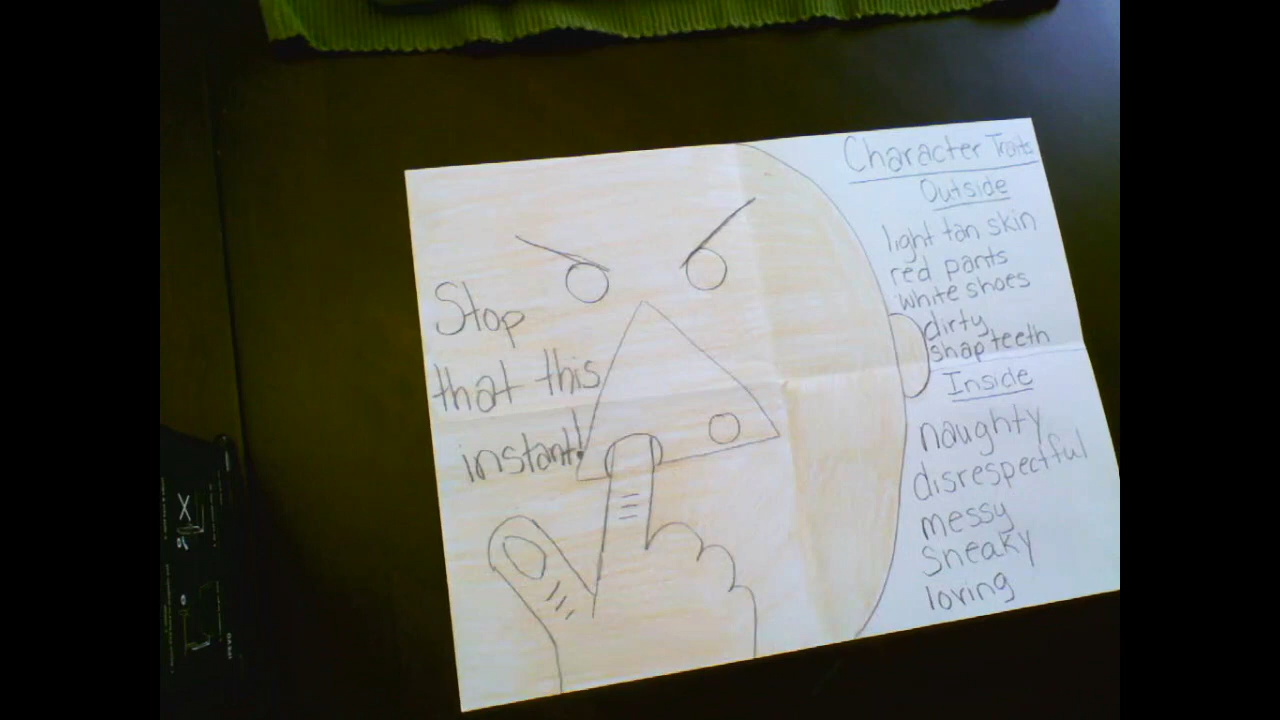 Stop
that this
instant!
Character Traits
Outside
light tan skin
red pants
white shoes
dirty
shap teeth
Inside
naughty
disrespectful
messy
sneaky
loving